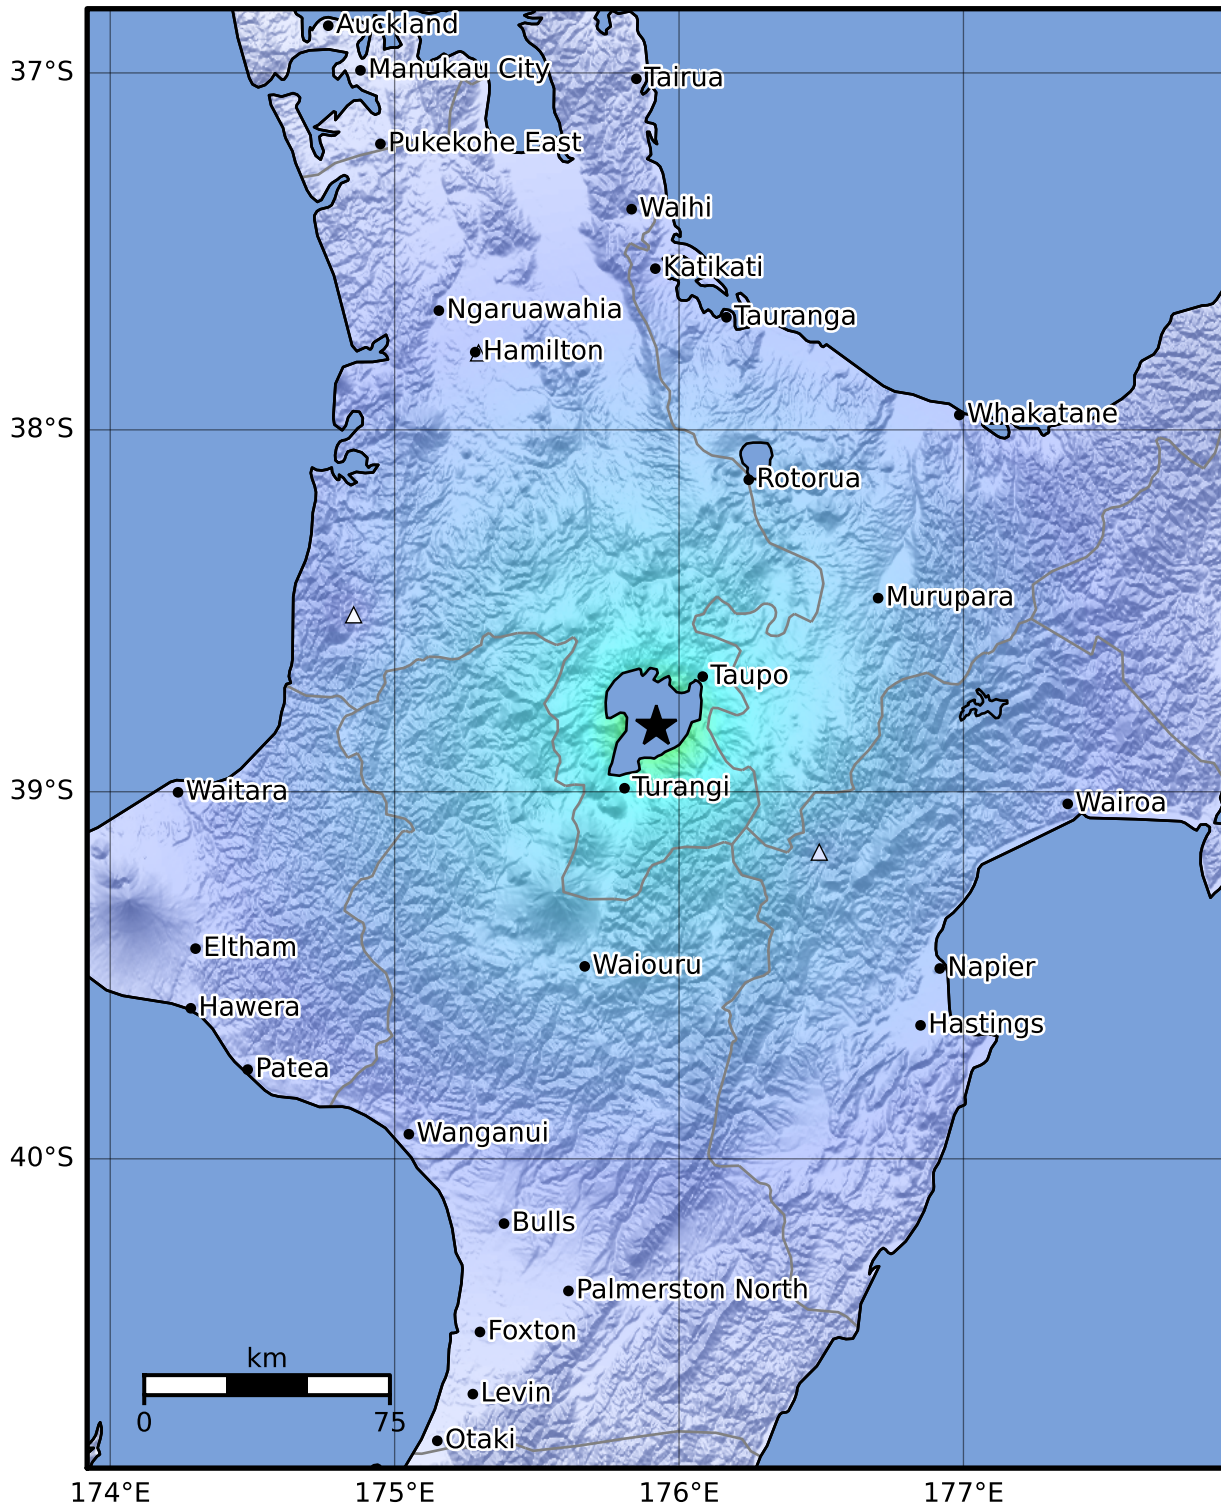 Auckland
Manukau City
37°S
Tairua
Pukekohe East
Waihi
Katikati
Ngaruawahia
Tauranga
Hamilton
Whakatane
38°S
Rotorua
Murupara
Taupo
Turangi
39°S
Waitara
Wairoa
Eltham
Waiouru
Napier
Hawera
Hastings
Patea
Wanganui
40°S
Bulls
Palmerston North
Foxton
km
Levin
0
75
Otaki
174°E
175°E
176°E
177°E